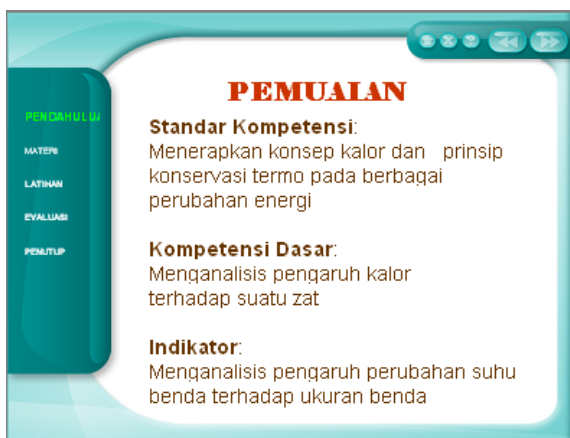 PEMUAIAN
PENDAHULUA
MATERI
LATIHAN
EVALUASI
PENUTUP
Standar Kompetensi:
Menerapkan konsep kalor dan prinsip
konservasi termo pada berbagai
perubahan energi
Kompetensi Dasar:
Menganalisis pengaruh kalor
terhadap suatu zat
Indikator:
Menganalisis pengaruh perubahan suhu
benda terhadap ukuran benda